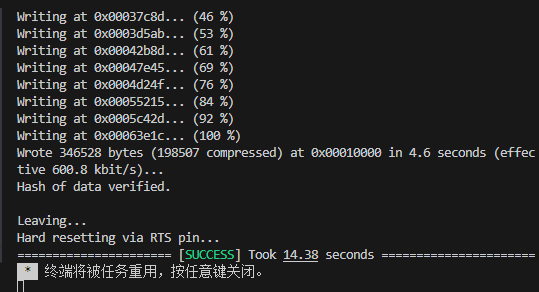 Writing at 0x00037c8d... (46 %)
Writing at 0x0003d5ab... (53 %)
Writing at 0x00042b8d... (61 %)
Writing at 0x00047e45... (69 %)
Writing at 0x0004d24f... (76 %)
Writing at 0x00055215... (84 %)
Writing at 0x0005c42d... (92 %)
Writing at 0x00063e1c... (100 %)
Wrote 346528 bytes (198507 compressed) at 0x00010000 in 4.6 seconds (effec
tive 600.8 kbit/s)...
Hash of data verified.
Leaving...
Hard resetting via RTS pin...
====================== [SUCCESS] Took 14.38 seconds ======================
* 终端将被任务重用，按任意键关闭。